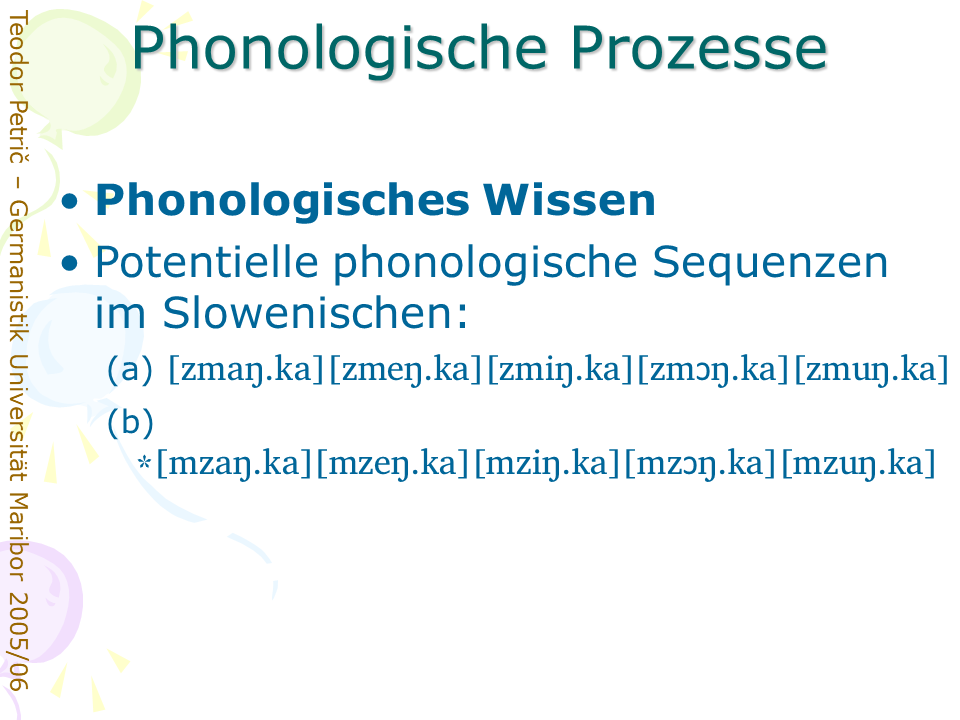 Phonologische Prozesse
• Phonologisches Wissen
• Potentielle phonologische Sequenzen
im Slowenischen:
(a) [zmaŋ.ka][zmeŋ.ka][zmiŋ.ka][zmɔŋ.ka][zmuŋ.ka]
(b)
*[mzaŋ.ka][mzeŋ.ka][mziŋ.ka][mzɔŋ.ka][mzuŋ.ka]
Teodor Petrič – Germanistik Universität Maribor 2005/06